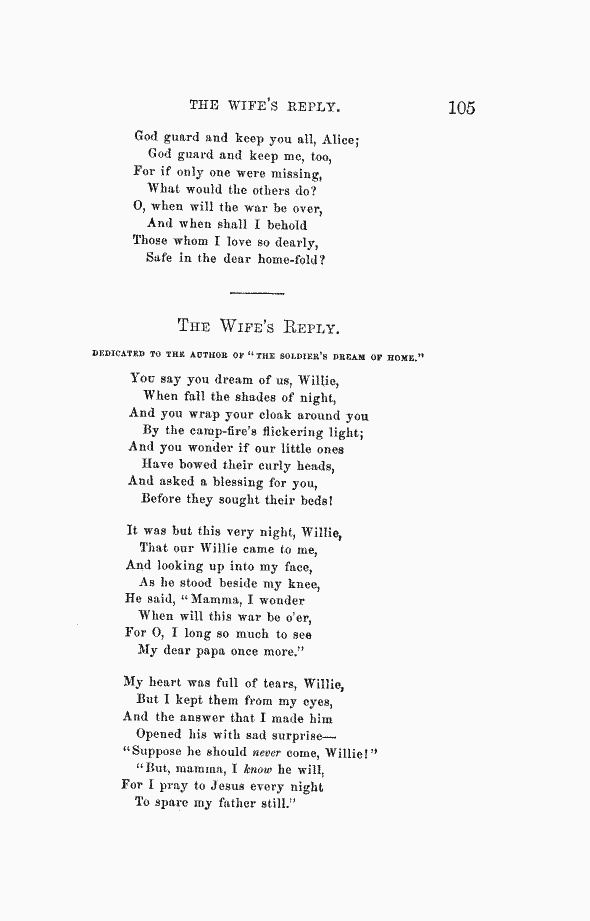 THE WIFE'S REPLY. 105
God guard and keep you all, Alice;
God guard and keep me, too,
For if only one were missing,
What would the others do?
O, when will the war be over,
And when shall I behold
Those whom I love so dearly,
Safe in the dear home-fold?
THE WIFE'S REPLY.
DEDICATED TO THE AUTHOR OF "THE SOLDIER'S DREAM OF HOME."
YOU say you dream of us, Willie,
When fall the shades of night,
And you wrap your cloak around you
By the camp-fire's flickering light;
And you wonder if our little ones
Have bowed their curly heads,
And asked a blessing for you,
Before they sought their beds!
It was but this very night, Willie,
That our Willie came to me,
And looking up into my face,
As he stood beside my knee,
He said, "Mamma, I wonder
When will this war be o'er,
For O, I long so much to see
My dear papa once more."
My heart was full of tears, Willie,
But I kept them from my eyes,
And the answer that I made him
Opened his with sad surprise—
"Suppose he should never come, Willie!"
"But, mamma, I know he will,
For I pray to Jesus every night
To spare my father still."